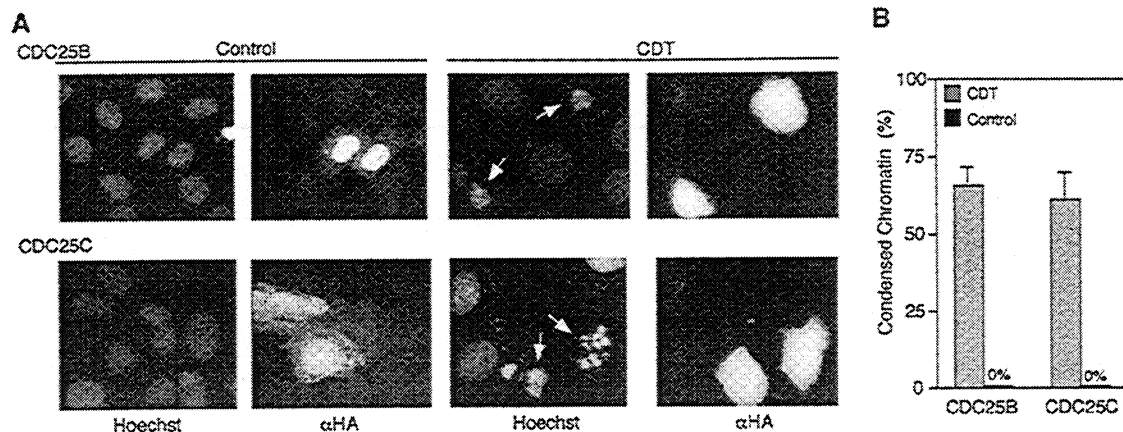 A
CDC25B
Control
CDT
CDC25C
Hoechst
αHA
Hoechst
αHA
B
100
75
50
25
0
Condensed Chromatin (%)
CDT
Control
0%
0%
CDC25B
CDC25C